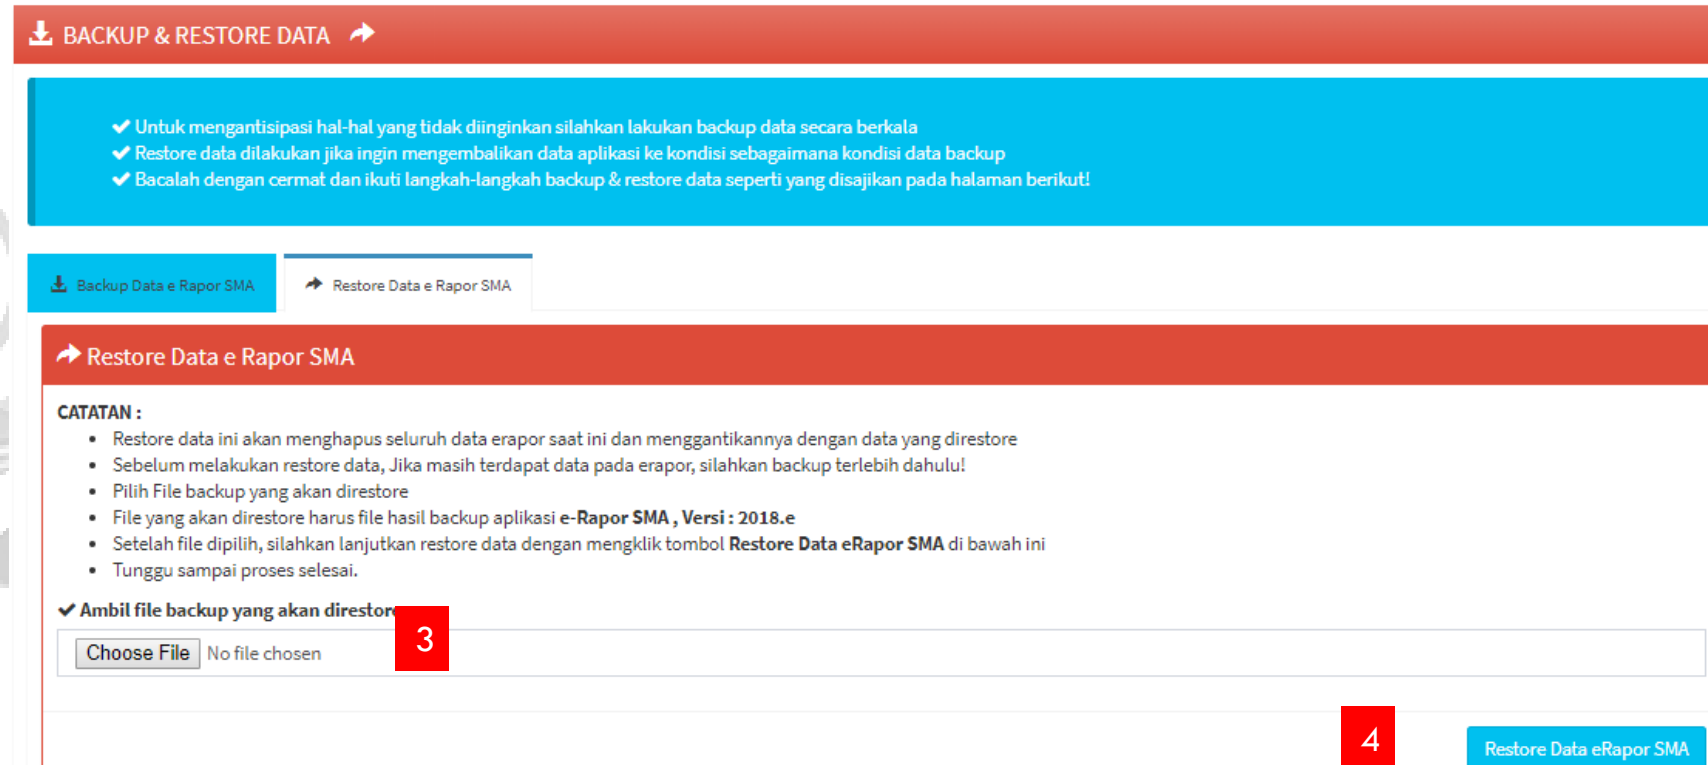 BACKUP & RESTORE DATA
Untuk mengantisipasi hal-hal yang tidak diinginkan silahkan lakukan backup data secara berkala
Restore data dilakukan jika ingin mengembalikan data aplikasi ke kondisi sebagaimana kondisi data backup
Bacalah dengan cermat dan ikuti langkah-langkah backup & restore data seperti yang disajikan pada halaman berikut!
Backup Data e Rapor SMA
Restore Data e Rapor SMA
Restore Data e Rapor SMA
CATATAN :
Restore data ini akan menghapus seluruh data erapor saat ini dan menggantikannya dengan data yang direstore
Sebelum melakukan restore data, Jika masih terdapat data pada erapor, silahkan backup terlebih dahulu!
Pilih File backup yang akan direstore
File yang akan direstore harus file hasil backup aplikasi e-Rapor SMA , Versi : 2018.e
Setelah file dipilih, silahkan lanjutkan restore data dengan mengklik tombol Restore Data eRapor SMA di bawah ini
Tunggu sampai proses selesai.
Ambil file backup yang akan direstore
3
Choose File No file chosen
4
Restore Data eRapor SMA